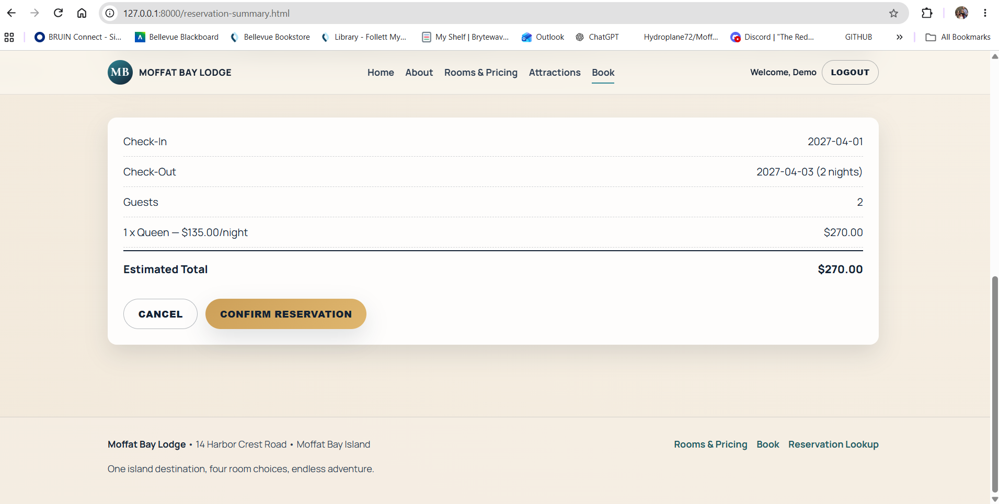 127.0.0.1:8000/reservation-summary.html
BRUIN Connect - Si... Bellevue Blackboard Bellevue Bookstore Library - Follett My... My Shelf | Brytewav... Outlook ChatGPT Hydroplane72/Moff... Discord | "The Red... GITHUB » All Bookmarks
MB MOFFAT BAY LODGE Home About Rooms & Pricing Attractions Book Welcome, Demo LOGOUT
Check-In 2027-04-01
Check-Out 2027-04-03 (2 nights)
Guests 2
1 x Queen — $135.00/night $270.00
Estimated Total $270.00
CANCEL CONFIRM RESERVATION
Moffat Bay Lodge • 14 Harbor Crest Road • Moffat Bay Island Rooms & Pricing Book Reservation Lookup
One island destination, four room choices, endless adventure.